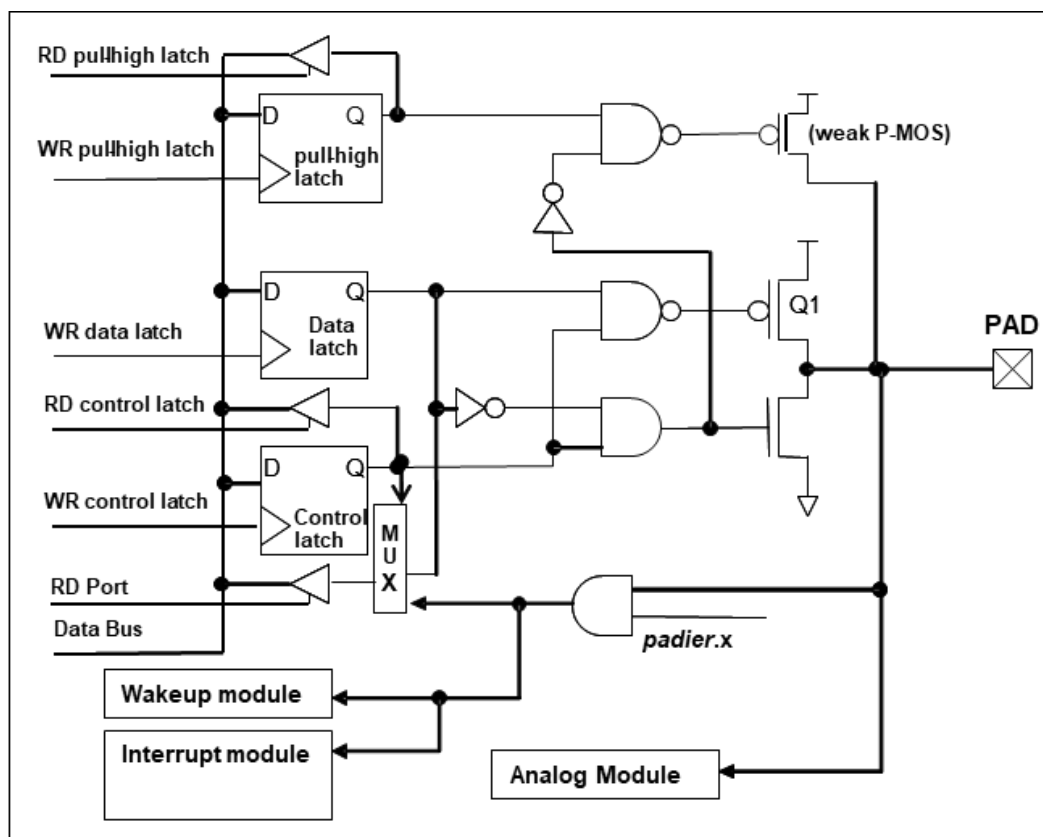 RD pull-high latch
D Q
(weak P-MOS)
WR pull-high latch
pull-high
latch
D Q
Data
latch
Q1
WR data latch
PAD
RD control latch
D Q
WR control latch
Control
latch
M
U
X
RD Port
Data Bus
padier.x
Wakeup module
Interrupt module
Analog Module